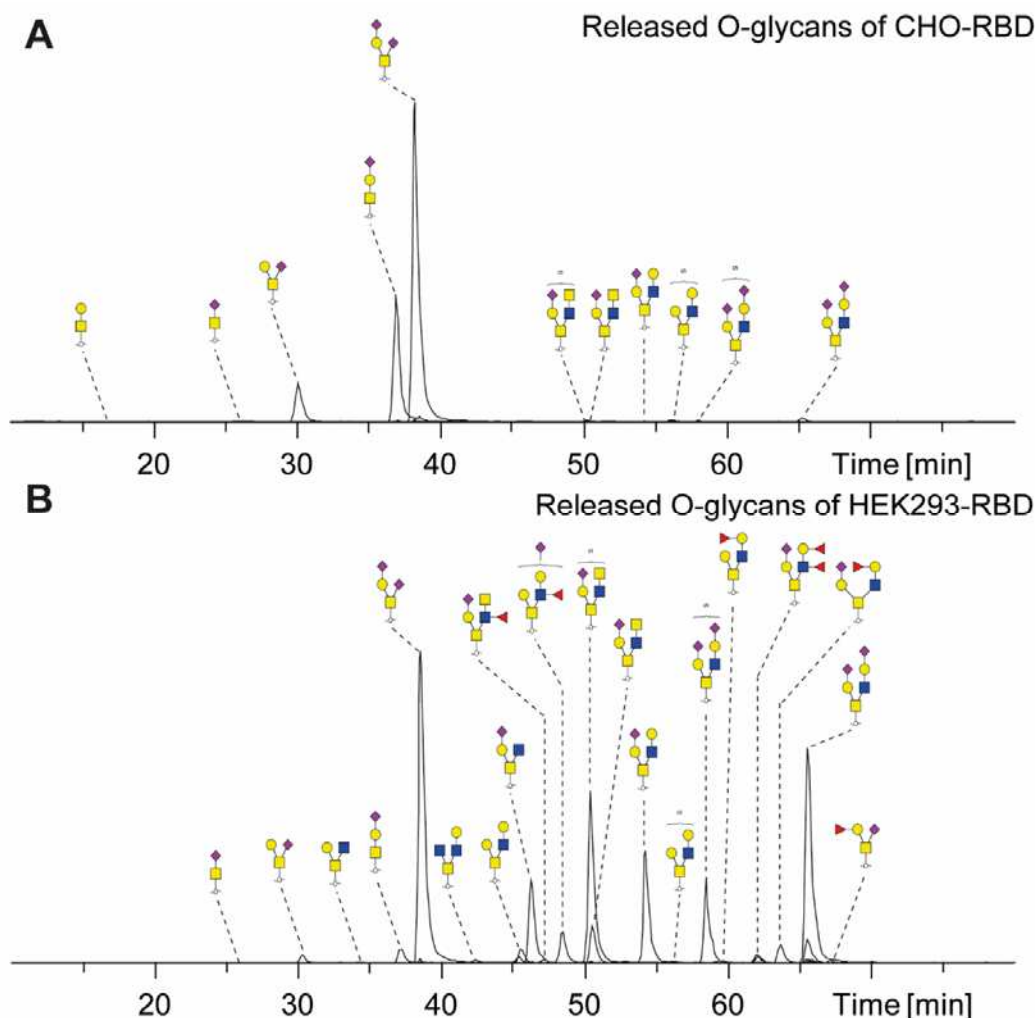 A
Released O-glycans of CHO-RBD
S
S
S
20
30
40
50
60
Time [min]
B
Released O-glycans of HEK293-RBD
S
S
S
20
30
40
50
60
Time [min]